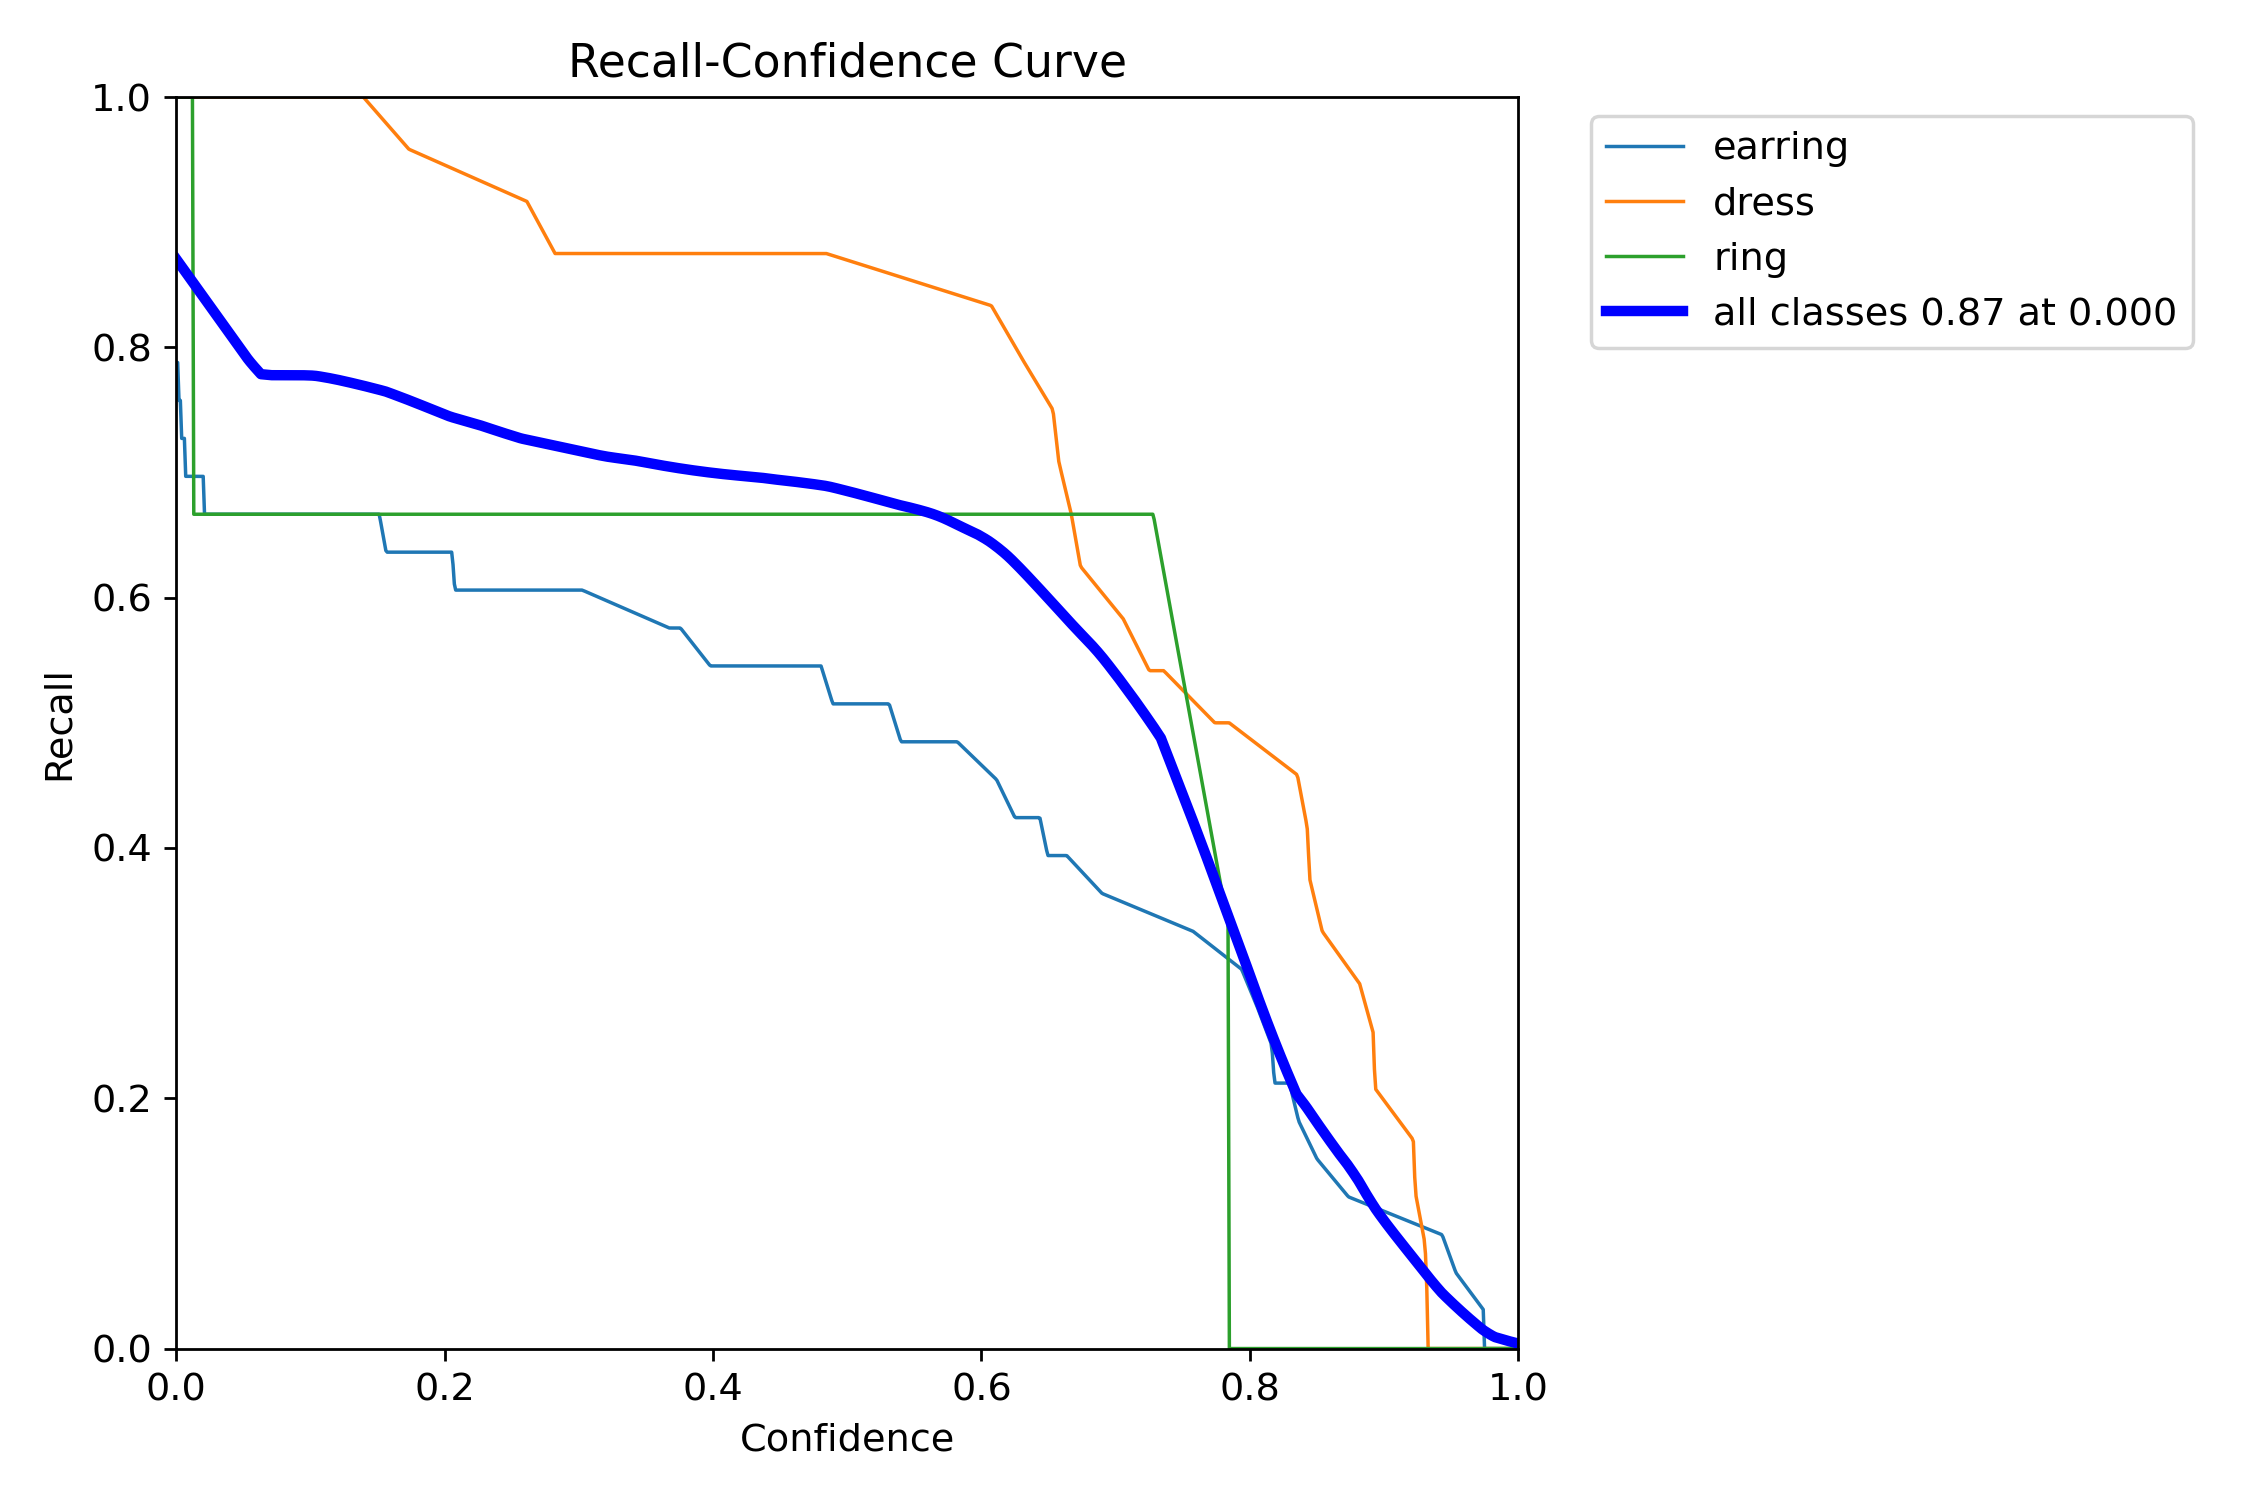 Recall-Confidence Curve
1.0
0.8
0.6
0.4
0.2
0.0
Recall
0.0 0.2 0.4 0.6 0.8 1.0
Confidence
earring
dress
ring
all classes 0.87 at 0.000